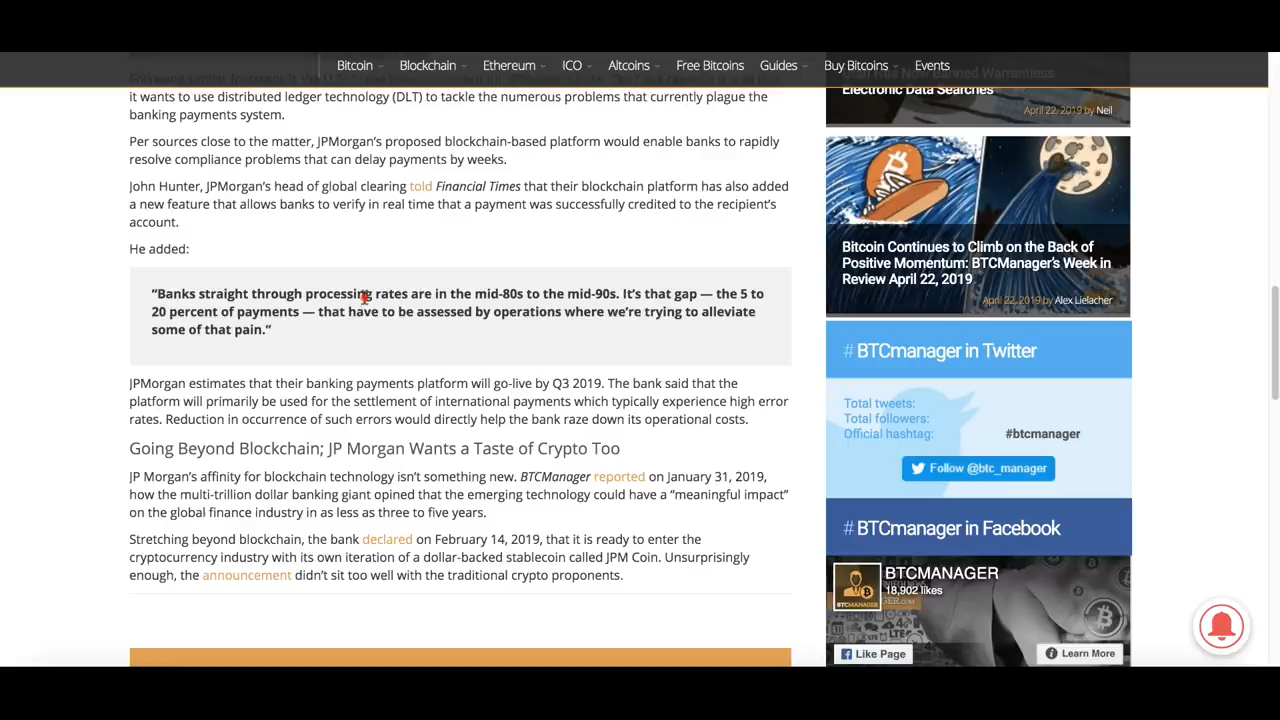 Bitcoin
Blockchain
Ethereum
ICO
Altcoins
Free Bitcoins
Guides
Buy Bitcoins
Events
it wants to use distributed ledger technology (DLT) to tackle the numerous problems that currently plague the
banking payments system.
Per sources close to the matter, JPMorgan's proposed blockchain-based platform would enable banks to rapidly
resolve compliance problems that can delay payments by weeks.
John Hunter, JPMorgan's head of global clearing told Financial Times that their blockchain platform has also added
a new feature that allows banks to verify in real time that a payment was successfully credited to the recipient's
account.
He added:
“Banks straight through processing rates are in the mid-80s to the mid-90s. It's that gap — the 5 to
20 percent of payments — that have to be assessed by operations where we're trying to alleviate
some of that pain.”
JPMorgan estimates that their banking payments platform will go-live by Q3 2019. The bank said that the
platform will primarily be used for the settlement of international payments which typically experience high error
rates. Reduction in occurrence of such errors would directly help the bank raze down its operational costs.
Going Beyond Blockchain; JP Morgan Wants a Taste of Crypto Too
JP Morgan's affinity for blockchain technology isn't something new. BTCManager reported on January 31, 2019,
how the multi-trillion dollar banking giant opined that the emerging technology could have a “meaningful impact”
on the global finance industry in as less as three to five years.
Stretching beyond blockchain, the bank declared on February 14, 2019, that it is ready to enter the
cryptocurrency industry with its own iteration of a dollar-backed stablecoin called JPM Coin. Unsurprisingly
enough, the announcement didn't sit too well with the traditional crypto proponents.
Utah Has Now Banned Warrantless
Electronic Data Searches
April 22, 2019 by Neil
Bitcoin Continues to Climb on the Back of
Positive Momentum: BTCManager's Week in
Review April 22, 2019
April 22, 2019 by Alex Lielacher
# BTCmanager in Twitter
Total tweets:
Total followers:
Official hashtag: #btcmanager
Follow @btc_manager
# BTCmanager in Facebook
BTCMANAGER
18,902 likes
BTCMANAGER
Like Page
Learn More